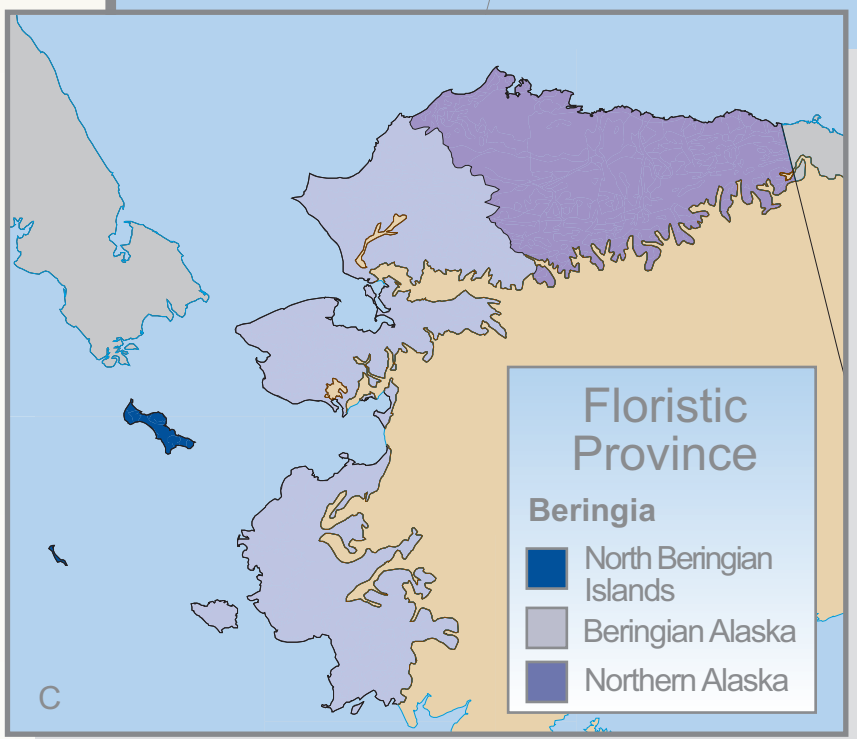 Floristic
Province
Beringia
North Beringian
Islands
Beringian Alaska
Northern Alaska
C